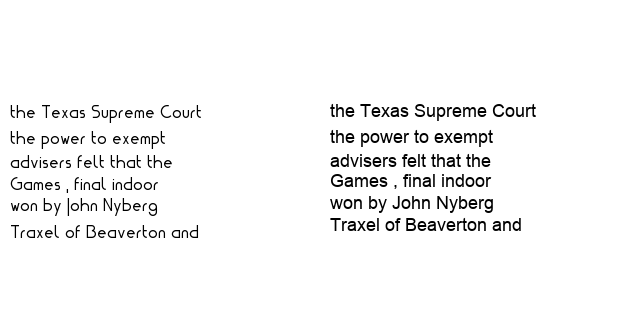 the Texas Supreme Court
the power to exempt
advisers felt that the
Games , final indoor
won by John Nyberg
Traxel of Beaverton and
the Texas Supreme Court
the power to exempt
advisers felt that the
Games , final indoor
won by John Nyberg
Traxel of Beaverton and